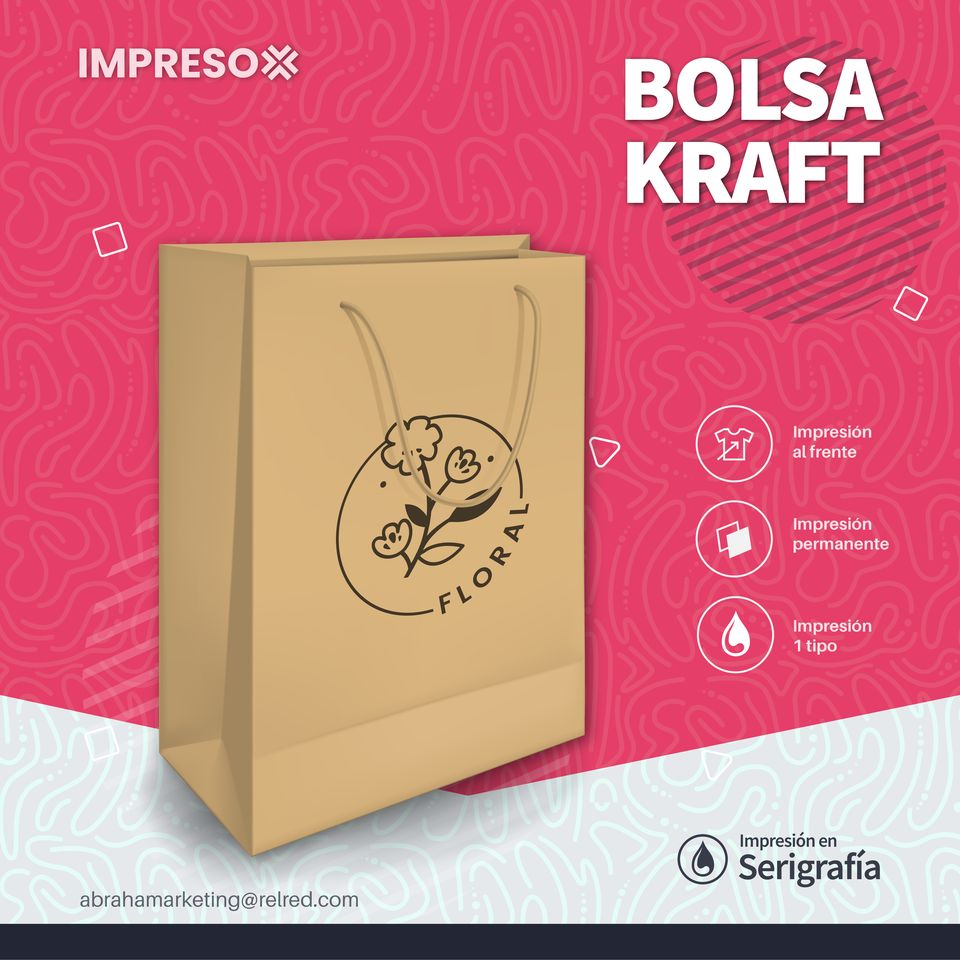 IMPRESOX
BOLSA
KRAFT
FLORAL
Impresión
al frente
Impresión
permanente
Impresión
1 tipo
Impresión en
Serigrafía
abrahamarketing@relred.com